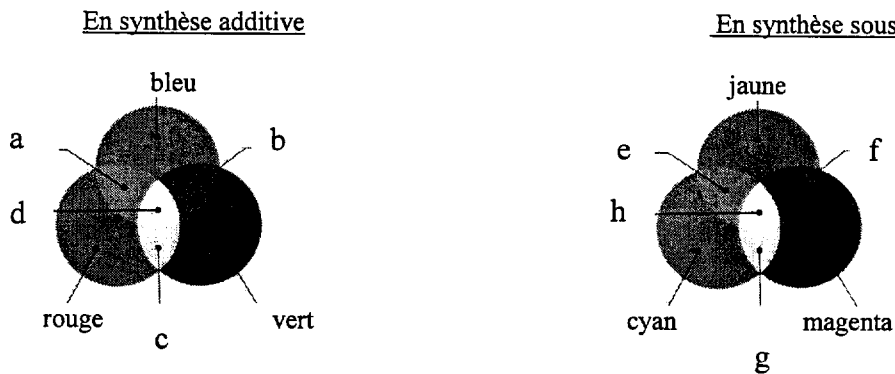 En synthèse additive
En synthèse sous
bleu
jaune
a
b
e
f
d
h
rouge
vert
cyan
magenta
c
g